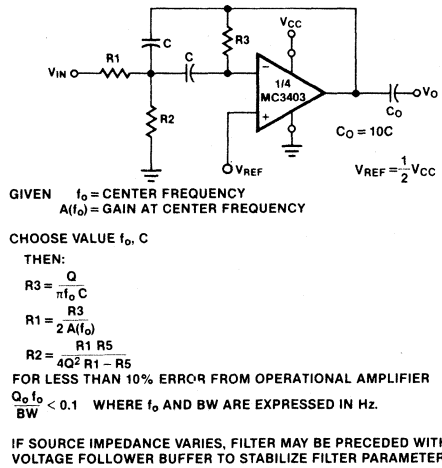 VCC
R3
C
R1
C
VIN
1/4
MC3403
−
+
R2
VO
CO
CO = 10C
VREF
VREF = 1/2 VCC
GIVEN fo = CENTER FREQUENCY
A(fo) = GAIN AT CENTER FREQUENCY
CHOOSE VALUE fo, C
THEN:
R3 = Q / πfo C
R1 = R3 / 2 A(fo)
R2 = R1 R5 / 4Q² R1 − R5
FOR LESS THAN 10% ERROR FROM OPERATIONAL AMPLIFIER
Qo fo / BW < 0.1 WHERE fo AND BW ARE EXPRESSED IN Hz.
IF SOURCE IMPEDANCE VARIES, FILTER MAY BE PRECEDED WITH
VOLTAGE FOLLOWER BUFFER TO STABILIZE FILTER PARAMETER